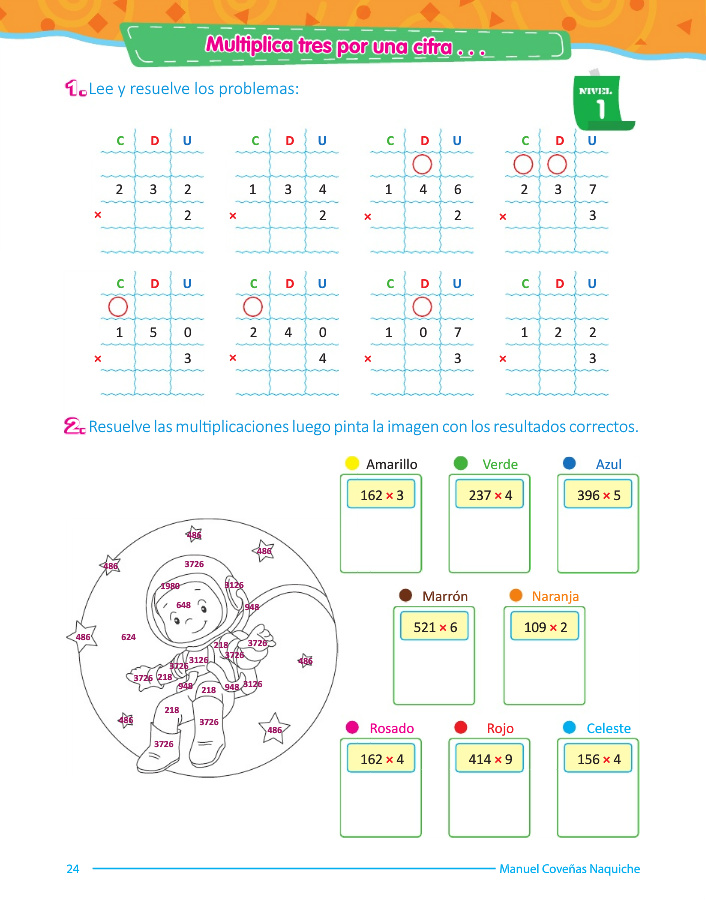 Multiplica tres por una cifra . . .
1. Lee y resuelve los problemas:
NIVEL
1
C D U C D U C D U C D U
2 3 2 1 3 4 1 4 6 2 3 7
× 2 × 2 × 2 × 3
C D U C D U C D U C D U
1 5 0 2 4 0 1 0 7 1 2 2
× 3 × 4 × 3 × 3
2. Resuelve las multiplicaciones luego pinta la imagen con los resultados correctos.
Amarillo Verde Azul
162 × 3 237 × 4 396 × 5
Marrón Naranja
521 × 6 109 × 2
Rosado Rojo Celeste
162 × 4 414 × 9 156 × 4
486
486
486
3726
1980 3126
648 948
486 624
218 3726
3726
3126 486
3726
3726 218
948 218 948 3126
218
486 3726 486
3726
24 Manuel Coveñas Naquiche